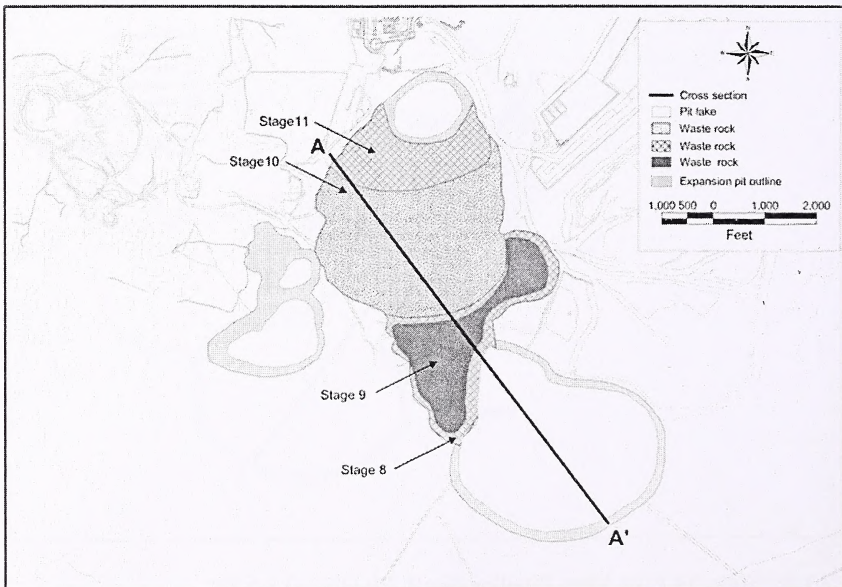 Stage11
A
Stage10
Stage 9
Stage 8
A'
N
Cross section
Pit lake
Waste rock
Waste rock
Waste rock
Expansion pit outline
1,000 500 0 1,000 2,000
Feet